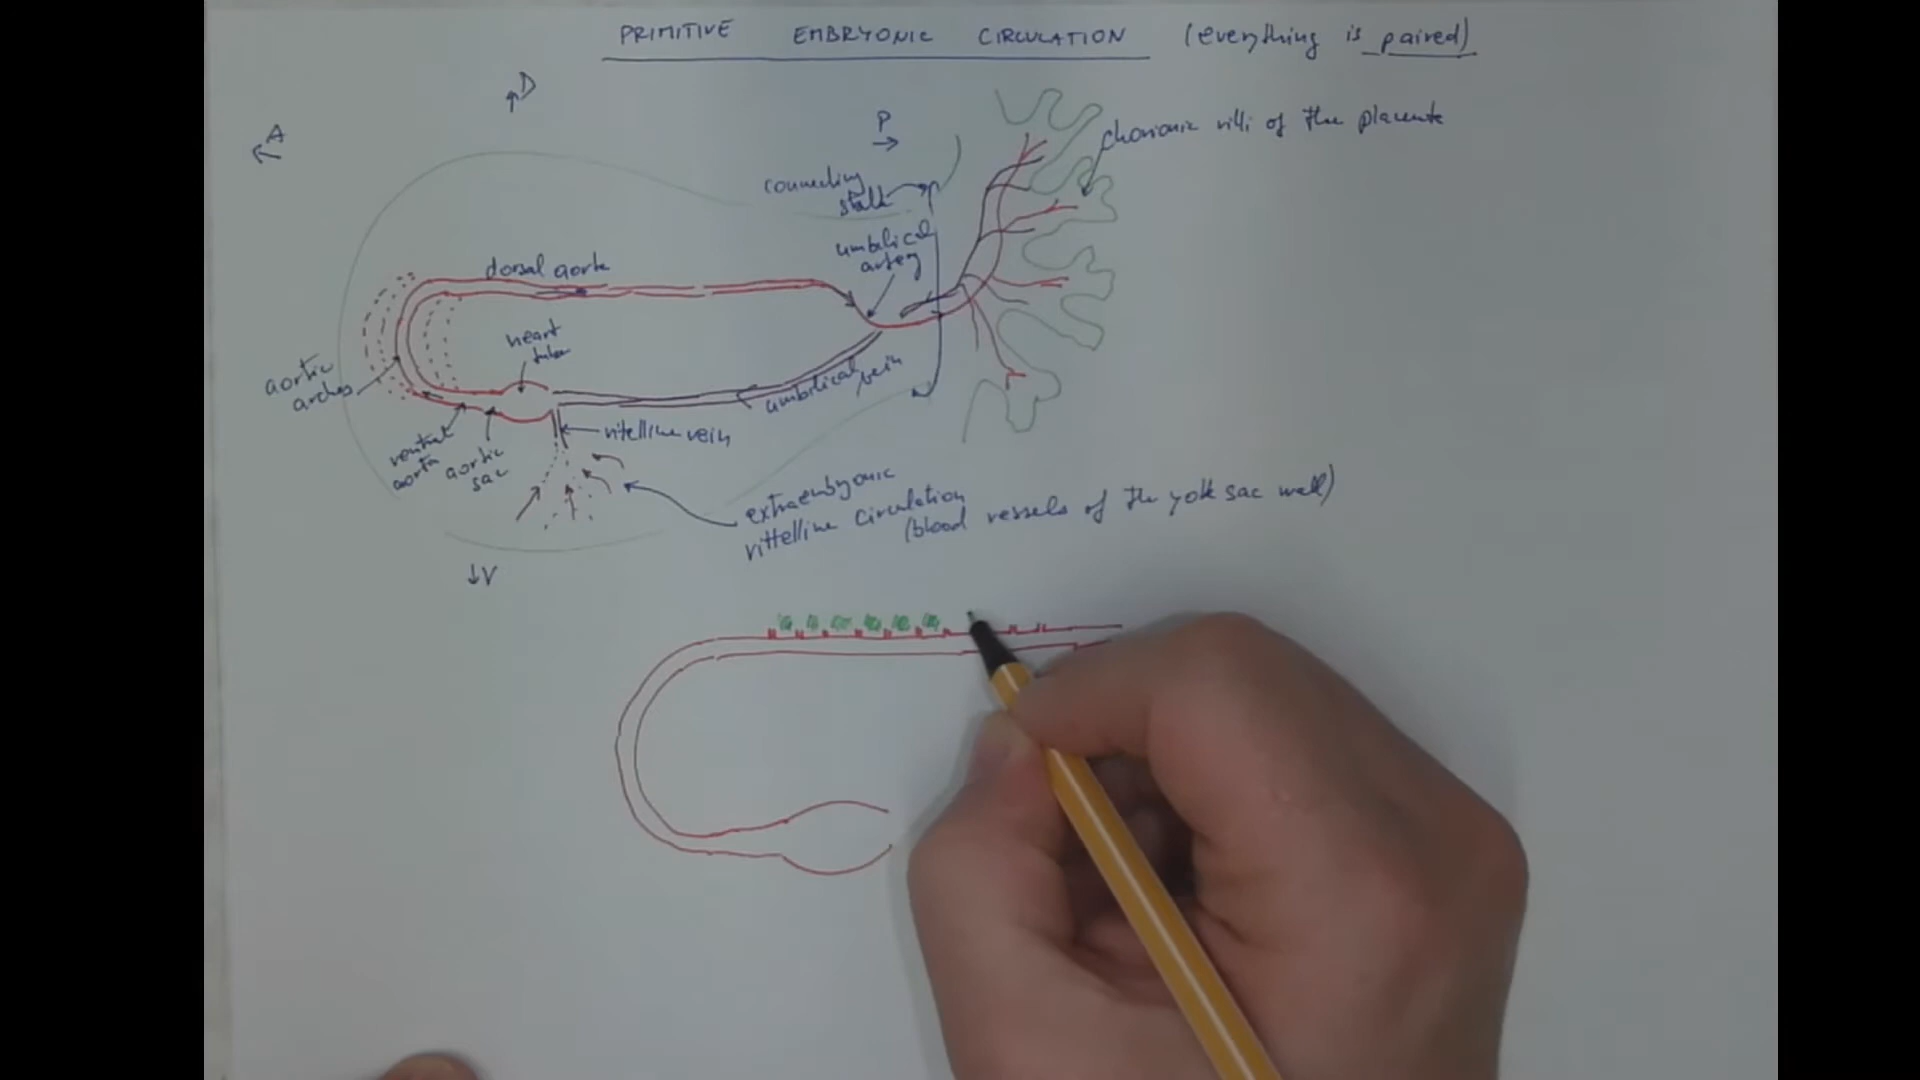 PRIMITIVE EMBRYONIC CIRCULATION (everything is paired)
D
A
P
chorionic villi of the placenta
connecting
stalk
umbilical
artery
dorsal aorta
heart
tube
aortic
arches
umbilical vein
vitelline vein
ventral
aorta
aortic
sac
extraembryonic
vittelline circulation
(blood vessels of the yolk sac wall)
V